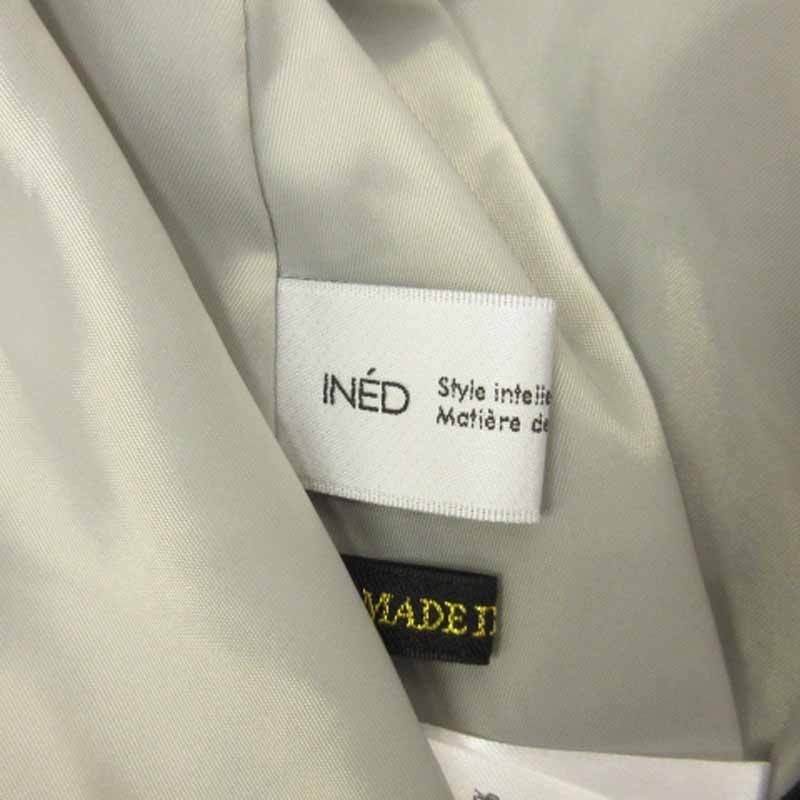 INÉD
Style intelle
Matière de
MADE I